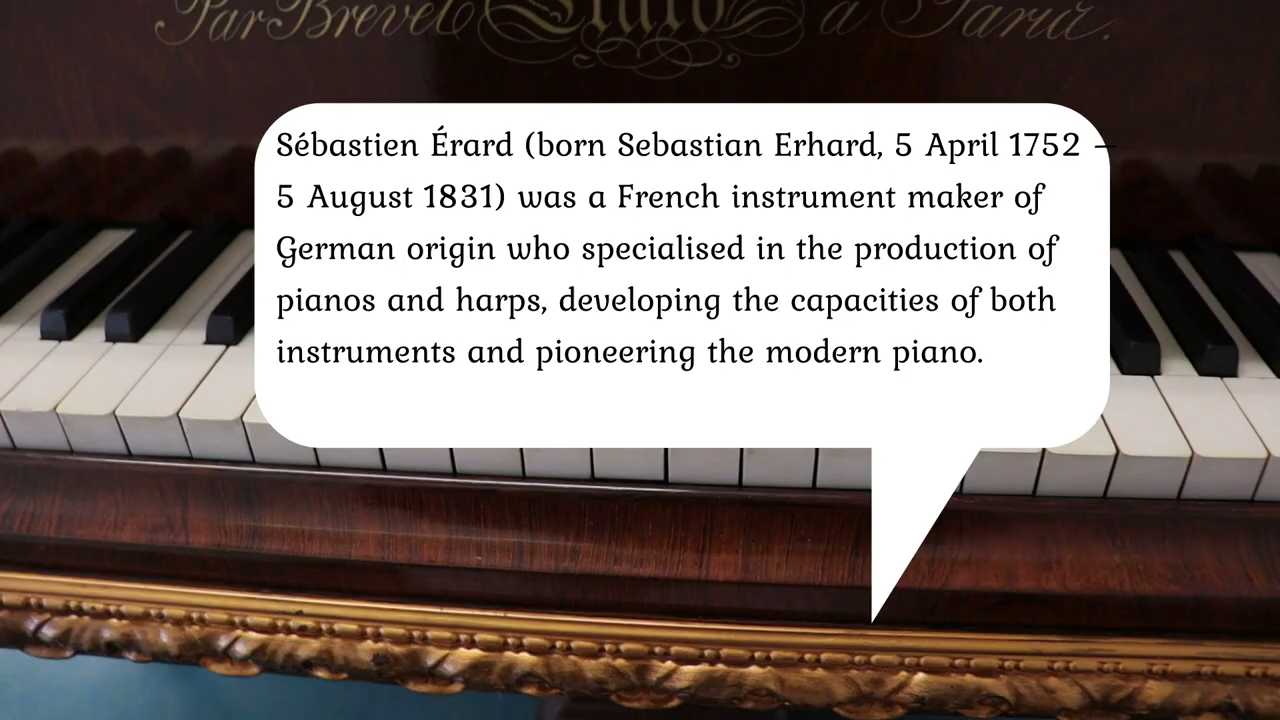 Par Brevet Erard à Paris.
Sébastien Érard (born Sebastian Erhard, 5 April 1752 –
5 August 1831) was a French instrument maker of
German origin who specialised in the production of
pianos and harps, developing the capacities of both
instruments and pioneering the modern piano.